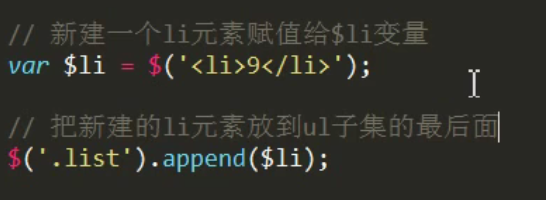 // 新建一个li元素赋值给$li变量
var $li = $('<li>9</li>');
// 把新建的li元素放到ul子集的最后面
$('.list').append($li);